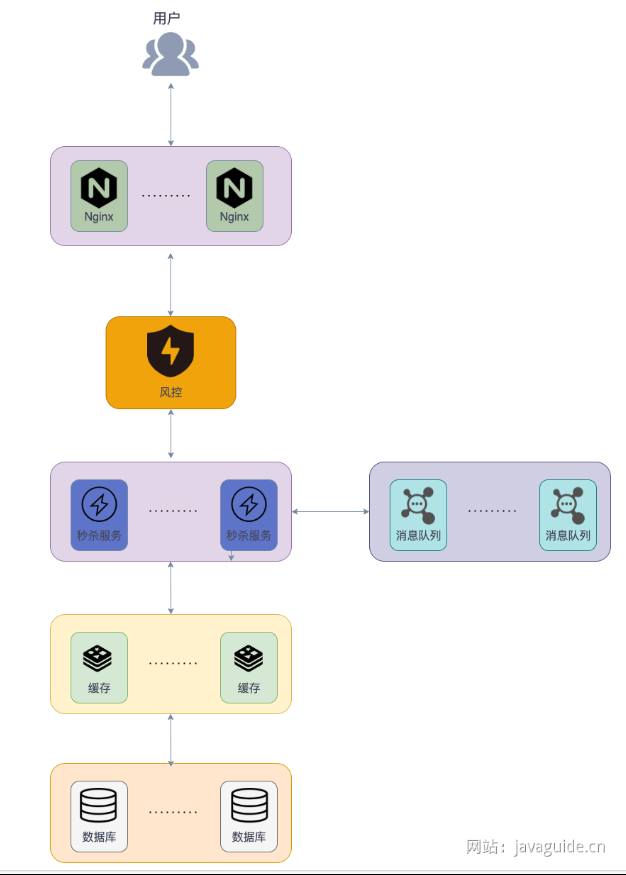 用户
Nginx
Nginx
风控
秒杀服务
秒杀服务
消息队列
消息队列
缓存
缓存
数据库
数据库
网站：javaguide.cn